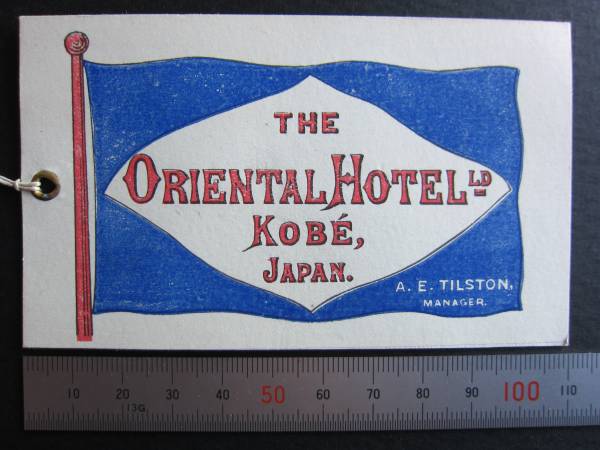 THE
ORIENTAL HOTEL LD
KOBÉ,
JAPAN.
A. E. TILSTON,
MANAGER.
10 20 30 40 50 60 70 80 90 100 110
13G